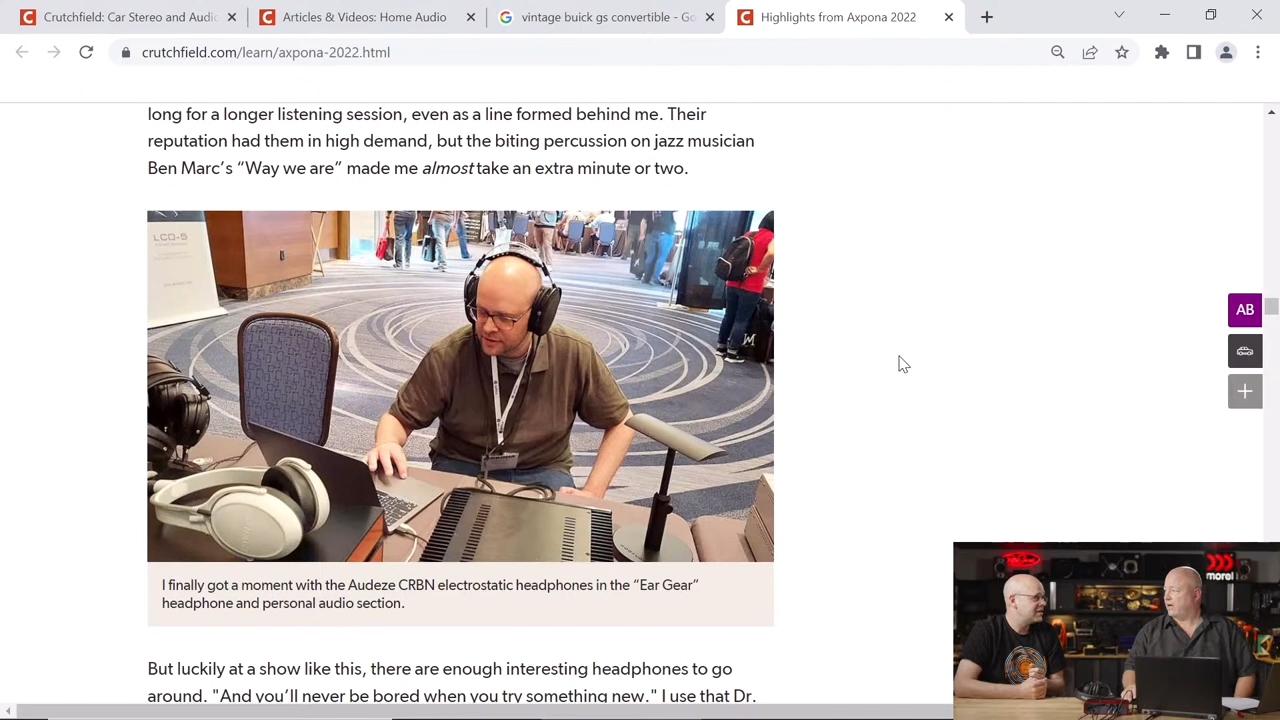 Crutchfield: Car Stereo and Audio
Articles & Videos: Home Audio
vintage buick gs convertible - Go
Highlights from Axpona 2022
crutchfield.com/learn/axpona-2022.html
long for a longer listening session, even as a line formed behind me. Their
reputation had them in high demand, but the biting percussion on jazz musician
Ben Marc’s “Way we are” made me almost take an extra minute or two.
LCD-5
AB
I finally got a moment with the Audeze CRBN electrostatic headphones in the “Ear Gear”
headphone and personal audio section.
morel
But luckily at a show like this, there are enough interesting headphones to go
around. "And you’ll never be bored when you try something new." I use that Dr.